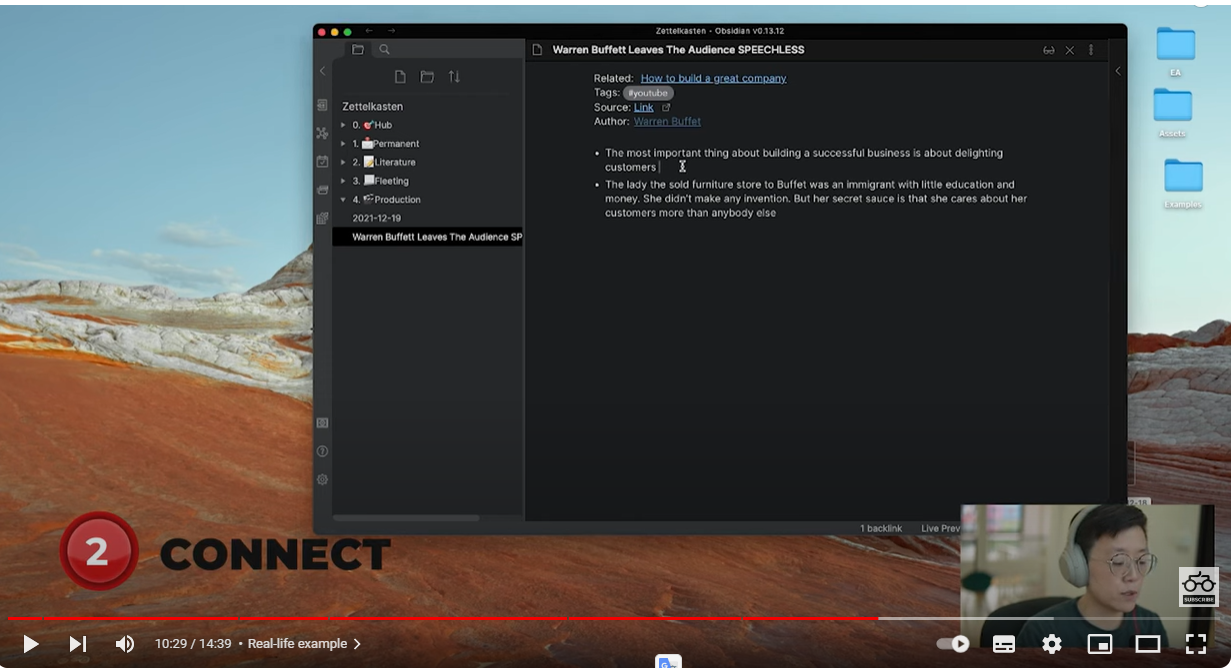 Zettelkasten - Obsidian v0.13.12
Warren Buffett Leaves The Audience SPEECHLESS
EA
Assets
Examples
Zettelkasten
0. 🎯Hub
1. 📩Permanent
2. 📝Literature
3. 📃Fleeting
4. 🎬Production
2021-12-19
Warren Buffett Leaves The Audience SP
Related: How to build a great company
Tags: #youtube
Source: Link
Author: Warren Buffet
• The most important thing about building a successful business is about delighting
customers
• The lady the sold furniture store to Buffet was an immigrant with little education and
money. She didn't make any invention. But her secret sauce is that she cares about her
customers more than anybody else
1 backlink Live Prev
2 CONNECT
SUBSCRIBE
10:29 / 14:39 • Real-life example
G